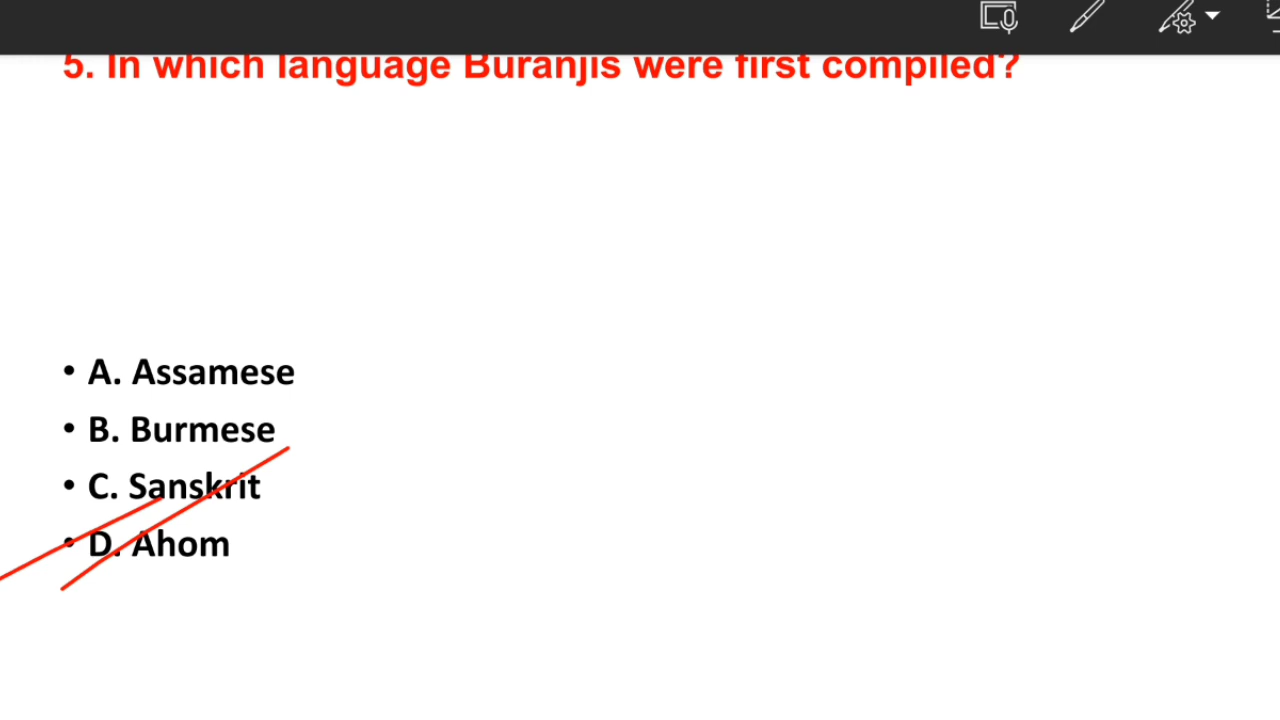 5. In which language Buranjis were first compiled?
• A. Assamese
• B. Burmese
• C. Sanskrit
• D. Ahom